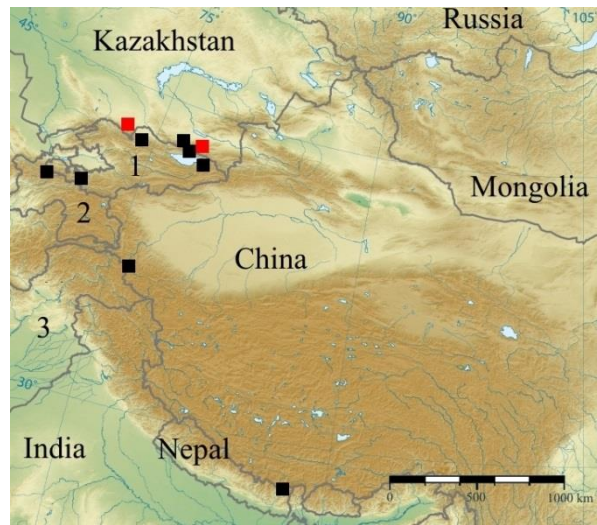 75°
90°
105°
Russia
Kazakhstan
45°
1
Mongolia
2
China
3
30°
India
Nepal
0 500 1000 km